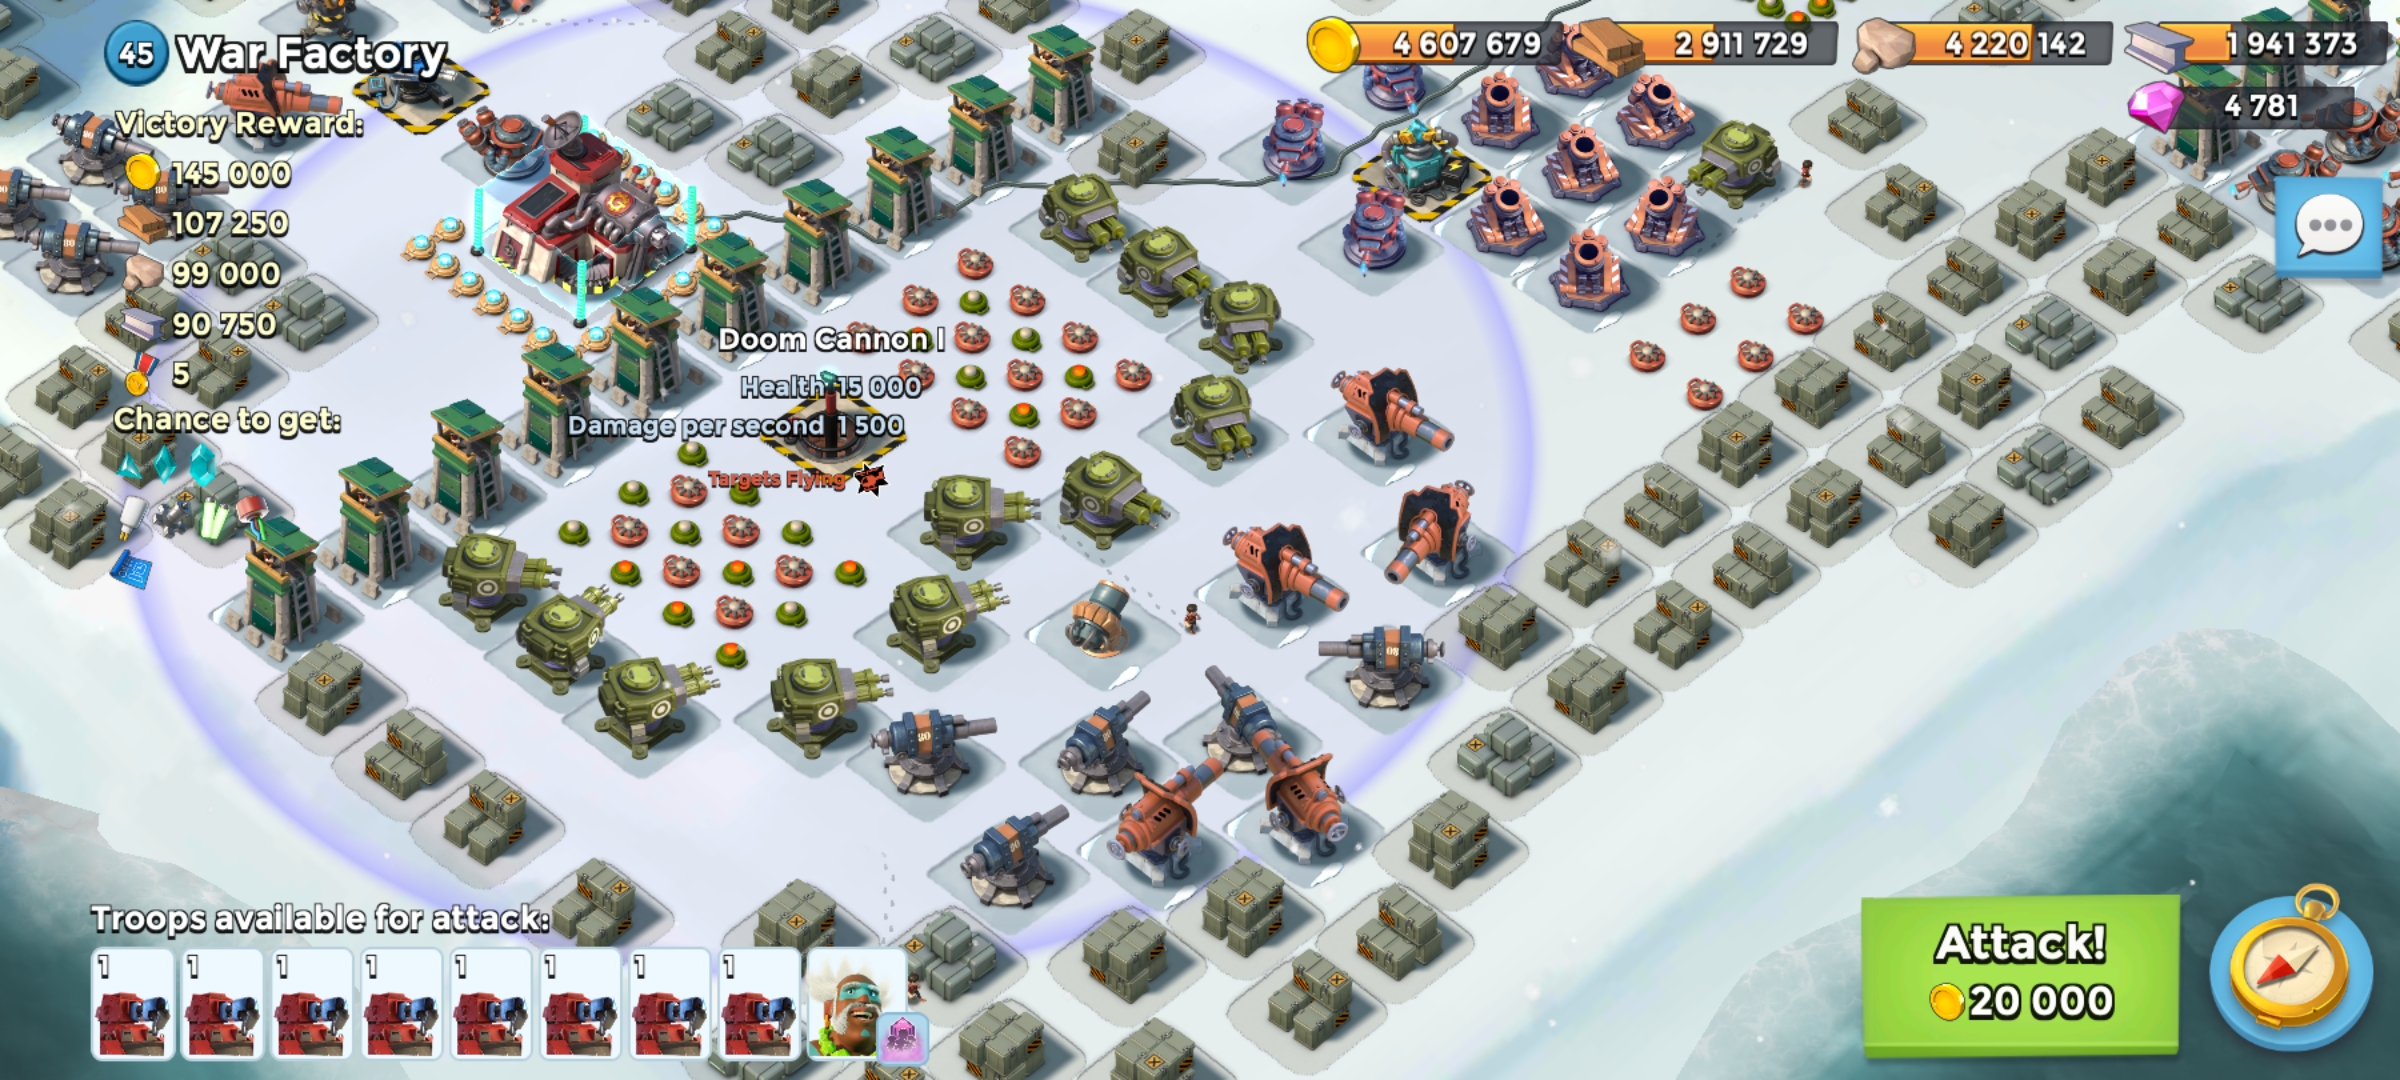 45 War Factory
4 607 679
2 911 729
4 220 142
1 941 373
4 781
Victory Reward:
145 000
107 250
99 000
90 750
5
Chance to get:
Doom Cannon I
Health 15 000
Damage per second 1 500
Targets Flying
Troops available for attack:
1 1 1 1 1 1 1 1
Attack!
20 000